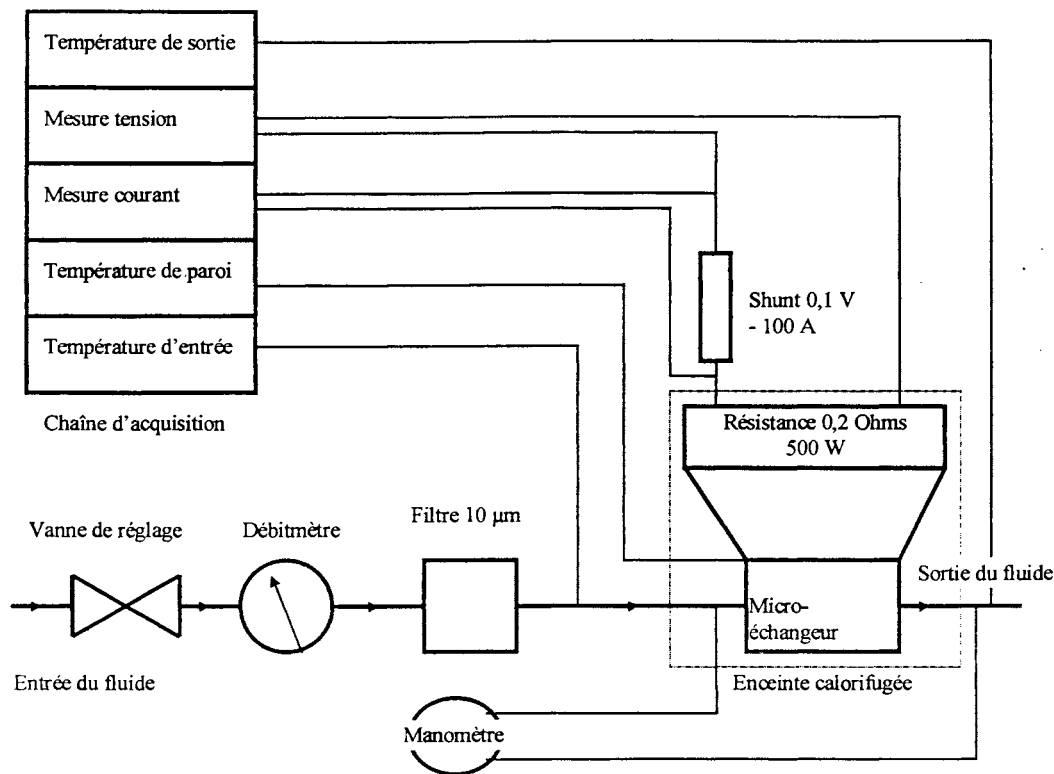 Température de sortie
Mesure tension
Mesure courant
Température de paroi
Température d'entrée
Chaîne d'acquisition
Shunt 0,1 V
- 100 A
Résistance 0,2 Ohms
500 W
Vanne de réglage
Débitmètre
Filtre 10 µm
Sortie du fluide
Micro-
échangeur
Entrée du fluide
Enceinte calorifugée
Manomètre